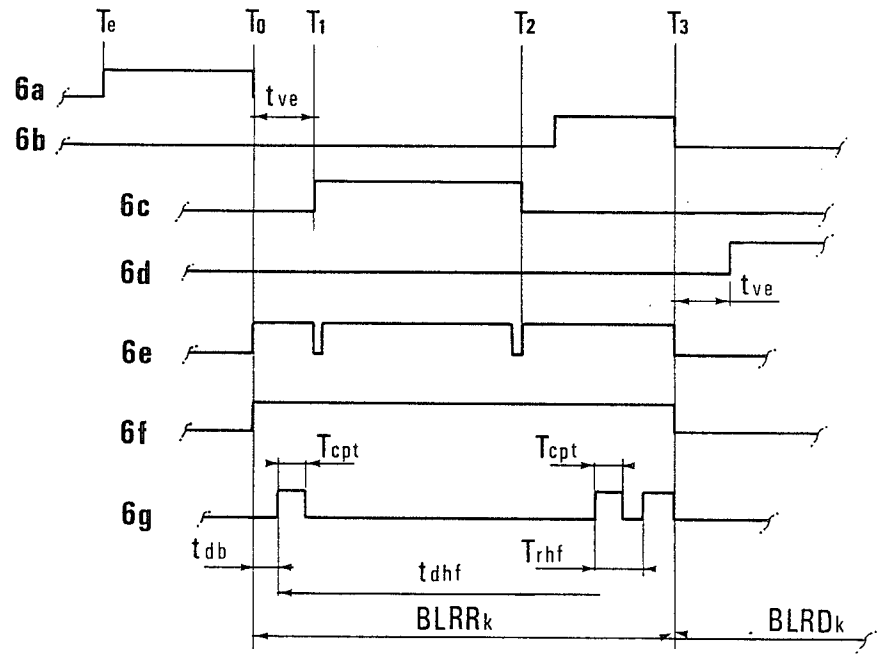 Te T0 T1 T2 T3
6a
tve
6b
6c
6d
tve
6e
6f
Tcpt Tcpt
6g
tdb Trhf
tdhf
BLRRk BLRDk